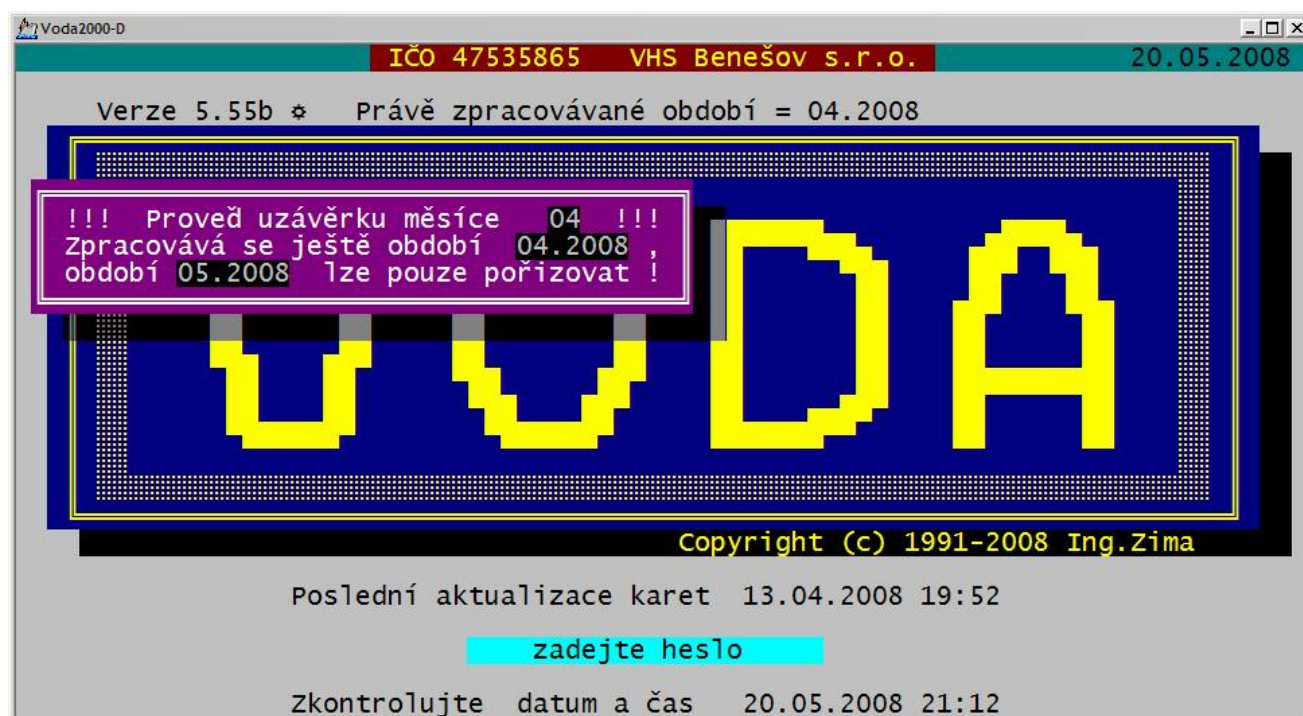 Voda2000-D
IČO 47535865 VHS Benešov s.r.o. 20.05.2008
Verze 5.55b ☼ Právě zpracovávané období = 04.2008
!!! Proveď uzávěrku měsíce 04 !!!
Zpracovává se ještě období 04.2008 ,
období 05.2008 lze pouze pořizovat !
VODA
Copyright (c) 1991-2008 Ing.Zima
Poslední aktualizace karet 13.04.2008 19:52
zadejte heslo
Zkontrolujte datum a čas 20.05.2008 21:12